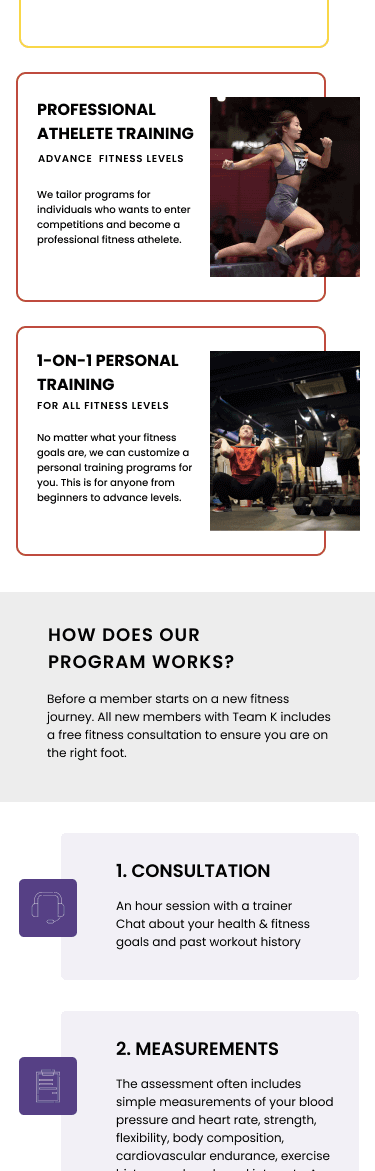 PROFESSIONAL
ATHELETE TRAINING
ADVANCE FITNESS LEVELS
We tailor programs for
individuals who wants to enter
competitions and become a
professional fitness athelete.
1-ON-1 PERSONAL
TRAINING
FOR ALL FITNESS LEVELS
No matter what your fitness
goals are, we can customize a
personal training programs for
you. This is for anyone from
beginners to advance levels.
HOW DOES OUR
PROGRAM WORKS?
Before a member starts on a new fitness
journey. All new members with Team K includes
a free fitness consultation to ensure you are on
the right foot.
1. CONSULTATION
An hour session with a trainer
Chat about your health & fitness
goals and past workout history
2. MEASUREMENTS
The assessment often includes
simple measurements of your blood
pressure and heart rate, strength,
flexibility, body composition,
cardiovascular endurance, exercise